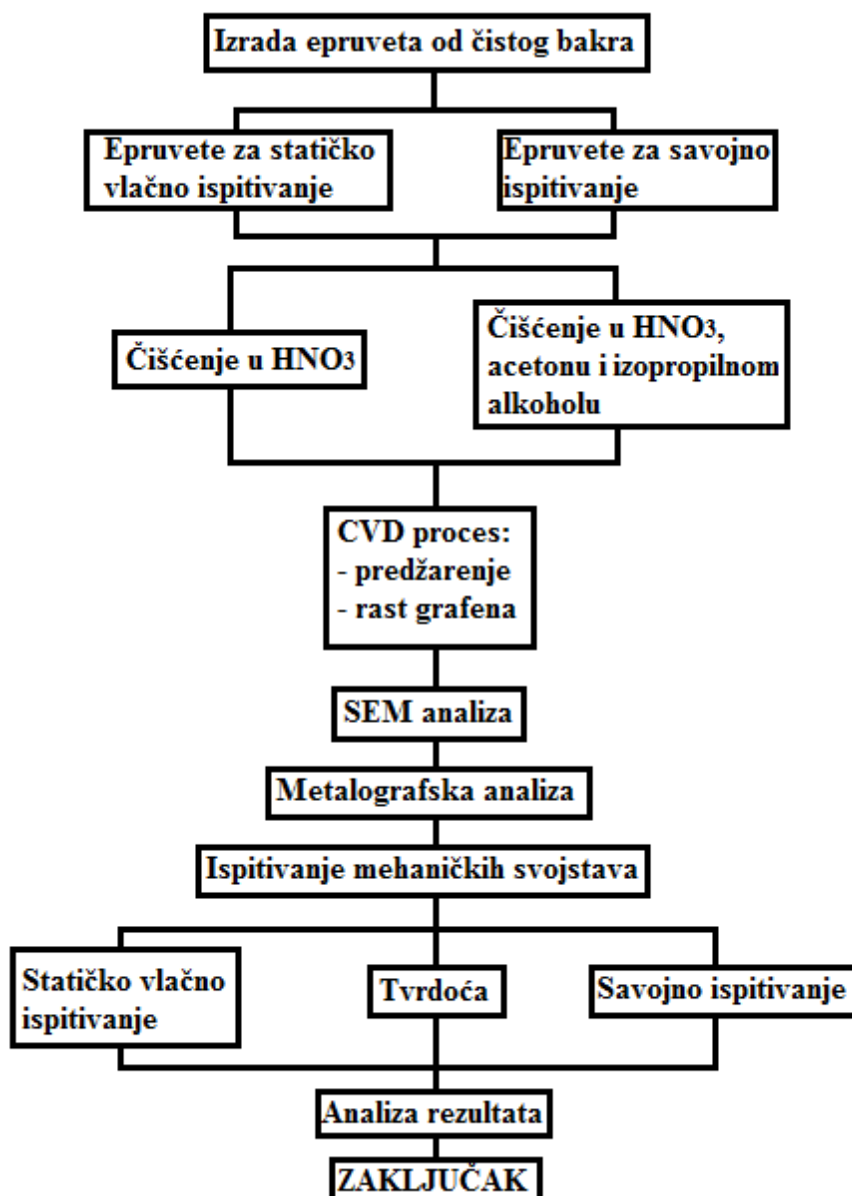 Izrada epruveta od čistog bakra
Epruvete za statičko
vlačno ispitivanje
Epruvete za savojno
ispitivanje
Čišćenje u HNO3
Čišćenje u HNO3,
acetonu i izopropilnom
alkoholu
CVD proces:
- predžarenje
- rast grafena
SEM analiza
Metalografska analiza
Ispitivanje mehaničkih svojstava
Statičko vlačno
ispitivanje
Tvrdoća
Savojno ispitivanje
Analiza rezultata
ZAKLJUČAK